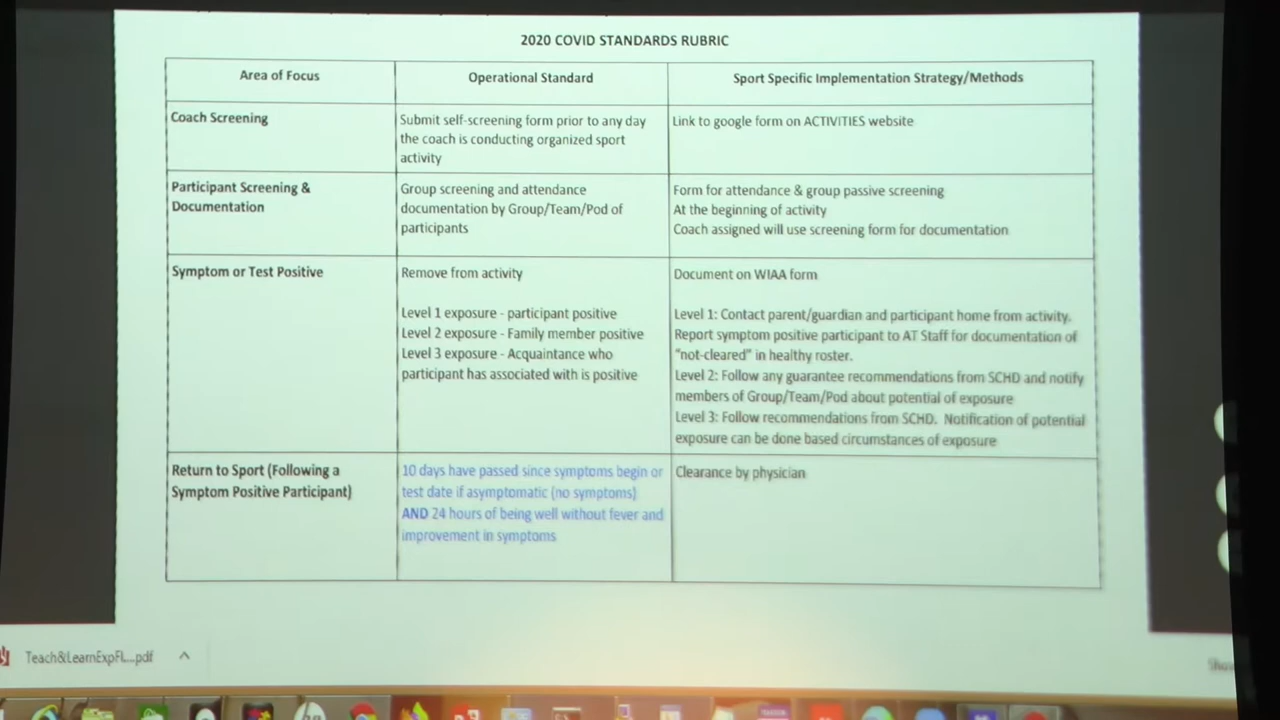 2020 COVID STANDARDS RUBRIC
Area of Focus
Operational Standard
Sport Specific Implementation Strategy/Methods
Coach Screening
Submit self-screening form prior to any day
the coach is conducting organized sport
activity
Link to google form on ACTIVITIES website
Participant Screening &
Documentation
Group screening and attendance
documentation by Group/Team/Pod of
participants
Form for attendance & group passive screening
At the beginning of activity
Coach assigned will use screening form for documentation
Symptom or Test Positive
Remove from activity
Level 1 exposure - participant positive
Level 2 exposure - Family member positive
Level 3 exposure - Acquaintance who
participant has associated with is positive
Document on WIAA form
Level 1: Contact parent/guardian and participant home from activity.
Report symptom positive participant to AT Staff for documentation of
"not-cleared" in healthy roster.
Level 2: Follow any guarantee recommendations from SCHD and notify
members of Group/Team/Pod about potential of exposure
Level 3: Follow recommendations from SCHD. Notification of potential
exposure can be done based circumstances of exposure
Return to Sport (Following a
Symptom Positive Participant)
10 days have passed since symptoms begin or
test date if asymptomatic (no symptoms)
AND 24 hours of being well without fever and
improvement in symptoms
Clearance by physician
Teach&LearnExpFl...pdf